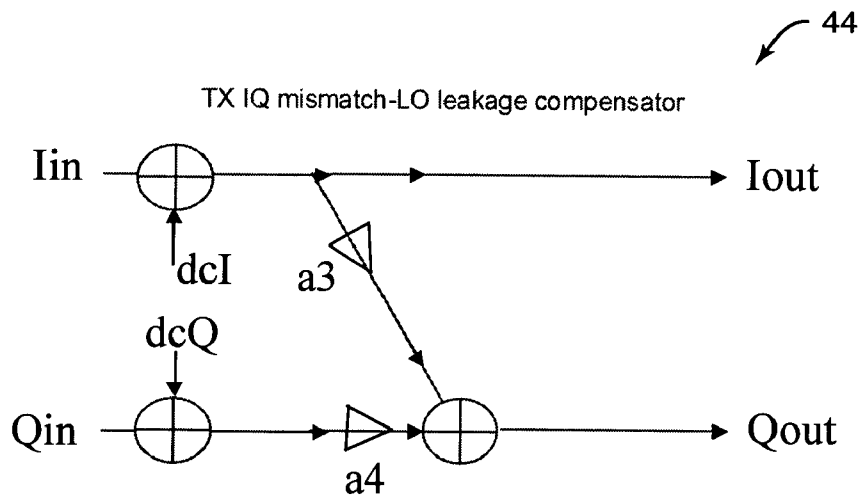 44
TX IQ mismatch-LO leakage compensator
Iin
Iout
dcI
a3
dcQ
Qin
Qout
a4